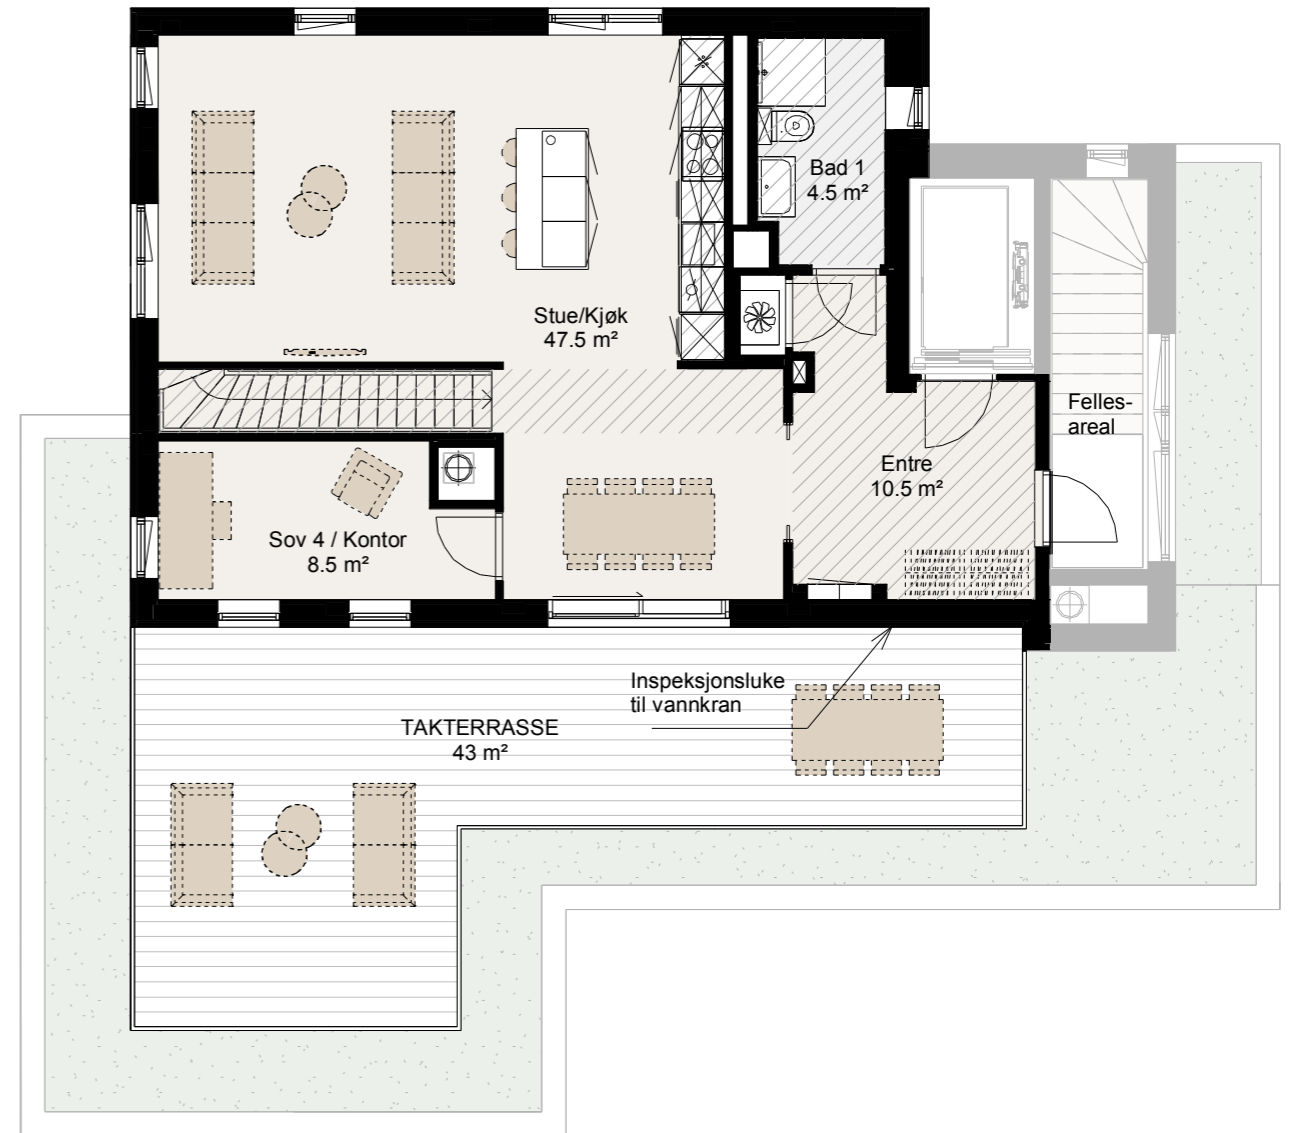 Bad 1
4.5 m²
Stue/Kjøk
47.5 m²
Felles-
areal
Entre
10.5 m²
Sov 4 / Kontor
8.5 m²
Inspeksjonsluke
til vannkran
TAKTERRASSE
43 m²